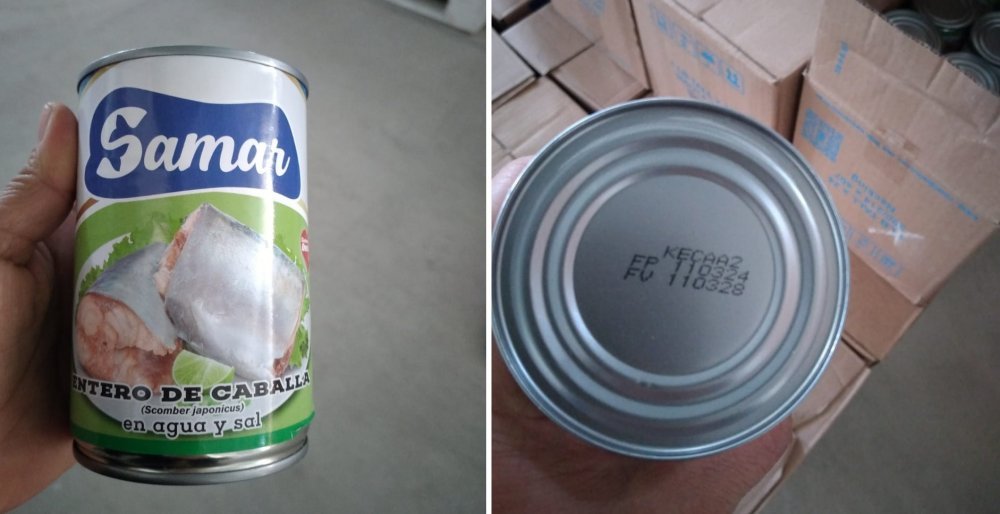 Samar
ENTERO DE CABALLA
(Scomber japonicus)
en agua y sal
KECAA2
FP 110324
FV 110328